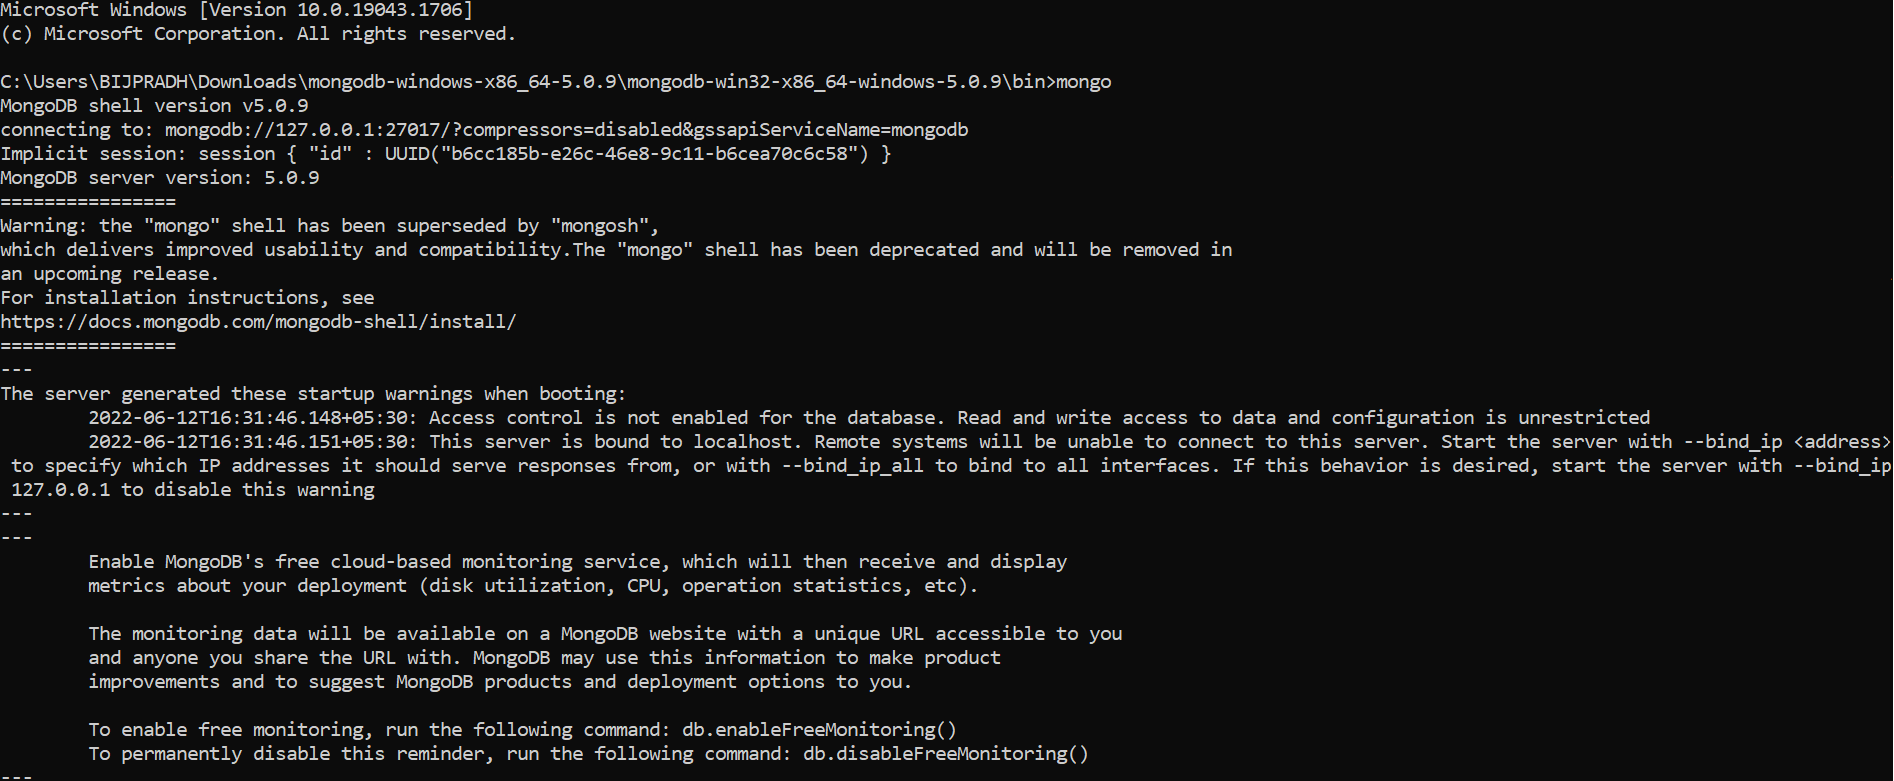 Microsoft Windows [Version 10.0.19043.1706]
(c) Microsoft Corporation. All rights reserved.
C:\Users\BIJPRADH\Downloads\mongodb-windows-x86_64-5.0.9\mongodb-win32-x86_64-windows-5.0.9\bin>mongo
MongoDB shell version v5.0.9
connecting to: mongodb://127.0.0.1:27017/?compressors=disabled&gssapiServiceName=mongodb
Implicit session: session { "id" : UUID("b6cc185b-e26c-46e8-9c11-b6cea70c6c58") }
MongoDB server version: 5.0.9
================
Warning: the "mongo" shell has been superseded by "mongosh",
which delivers improved usability and compatibility.The "mongo" shell has been deprecated and will be removed in
an upcoming release.
For installation instructions, see
https://docs.mongodb.com/mongodb-shell/install/
================
---
The server generated these startup warnings when booting:
        2022-06-12T16:31:46.148+05:30: Access control is not enabled for the database. Read and write access to data and configuration is unrestricted
        2022-06-12T16:31:46.151+05:30: This server is bound to localhost. Remote systems will be unable to connect to this server. Start the server with --bind_ip <address>
 to specify which IP addresses it should serve responses from, or with --bind_ip_all to bind to all interfaces. If this behavior is desired, start the server with --bind_ip
 127.0.0.1 to disable this warning
---
---
        Enable MongoDB's free cloud-based monitoring service, which will then receive and display
        metrics about your deployment (disk utilization, CPU, operation statistics, etc).
        The monitoring data will be available on a MongoDB website with a unique URL accessible to you
        and anyone you share the URL with. MongoDB may use this information to make product
        improvements and to suggest MongoDB products and deployment options to you.
        To enable free monitoring, run the following command: db.enableFreeMonitoring()
        To permanently disable this reminder, run the following command: db.disableFreeMonitoring()
---